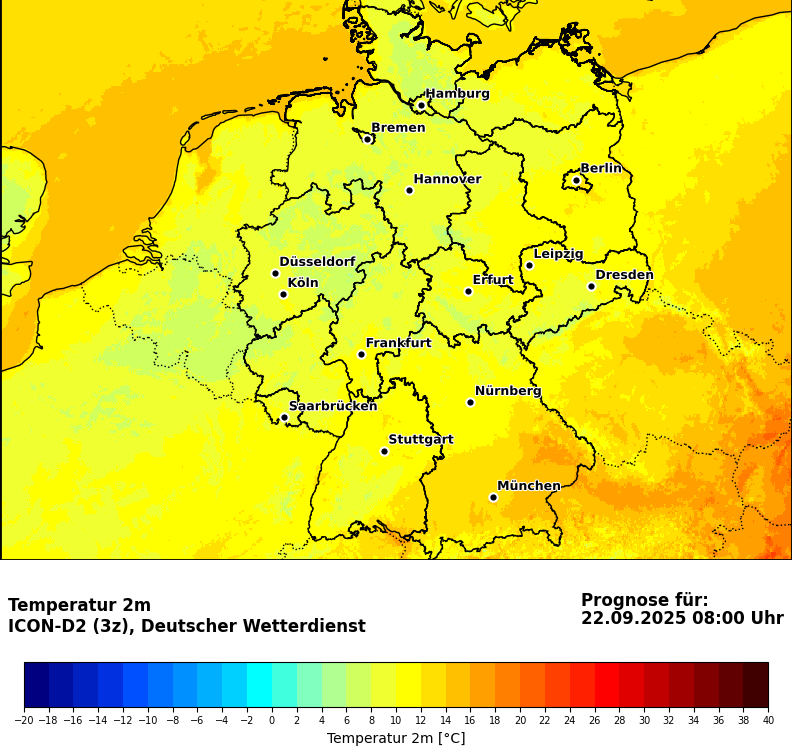 Hamburg
Bremen
Berlin
Hannover
Leipzig
Düsseldorf
Dresden
Köln
Erfurt
Frankfurt
Nürnberg
Saarbrücken
Stuttgart
München
Temperatur 2m
ICON-D2 (3z), Deutscher Wetterdienst
Prognose für:
22.09.2025 08:00 Uhr
−20 −18 −16 −14 −12 −10 −8 −6 −4 −2 0 2 4 6 8 10 12 14 16 18 20 22 24 26 28 30 32 34 36 38 40
Temperatur 2m [°C]